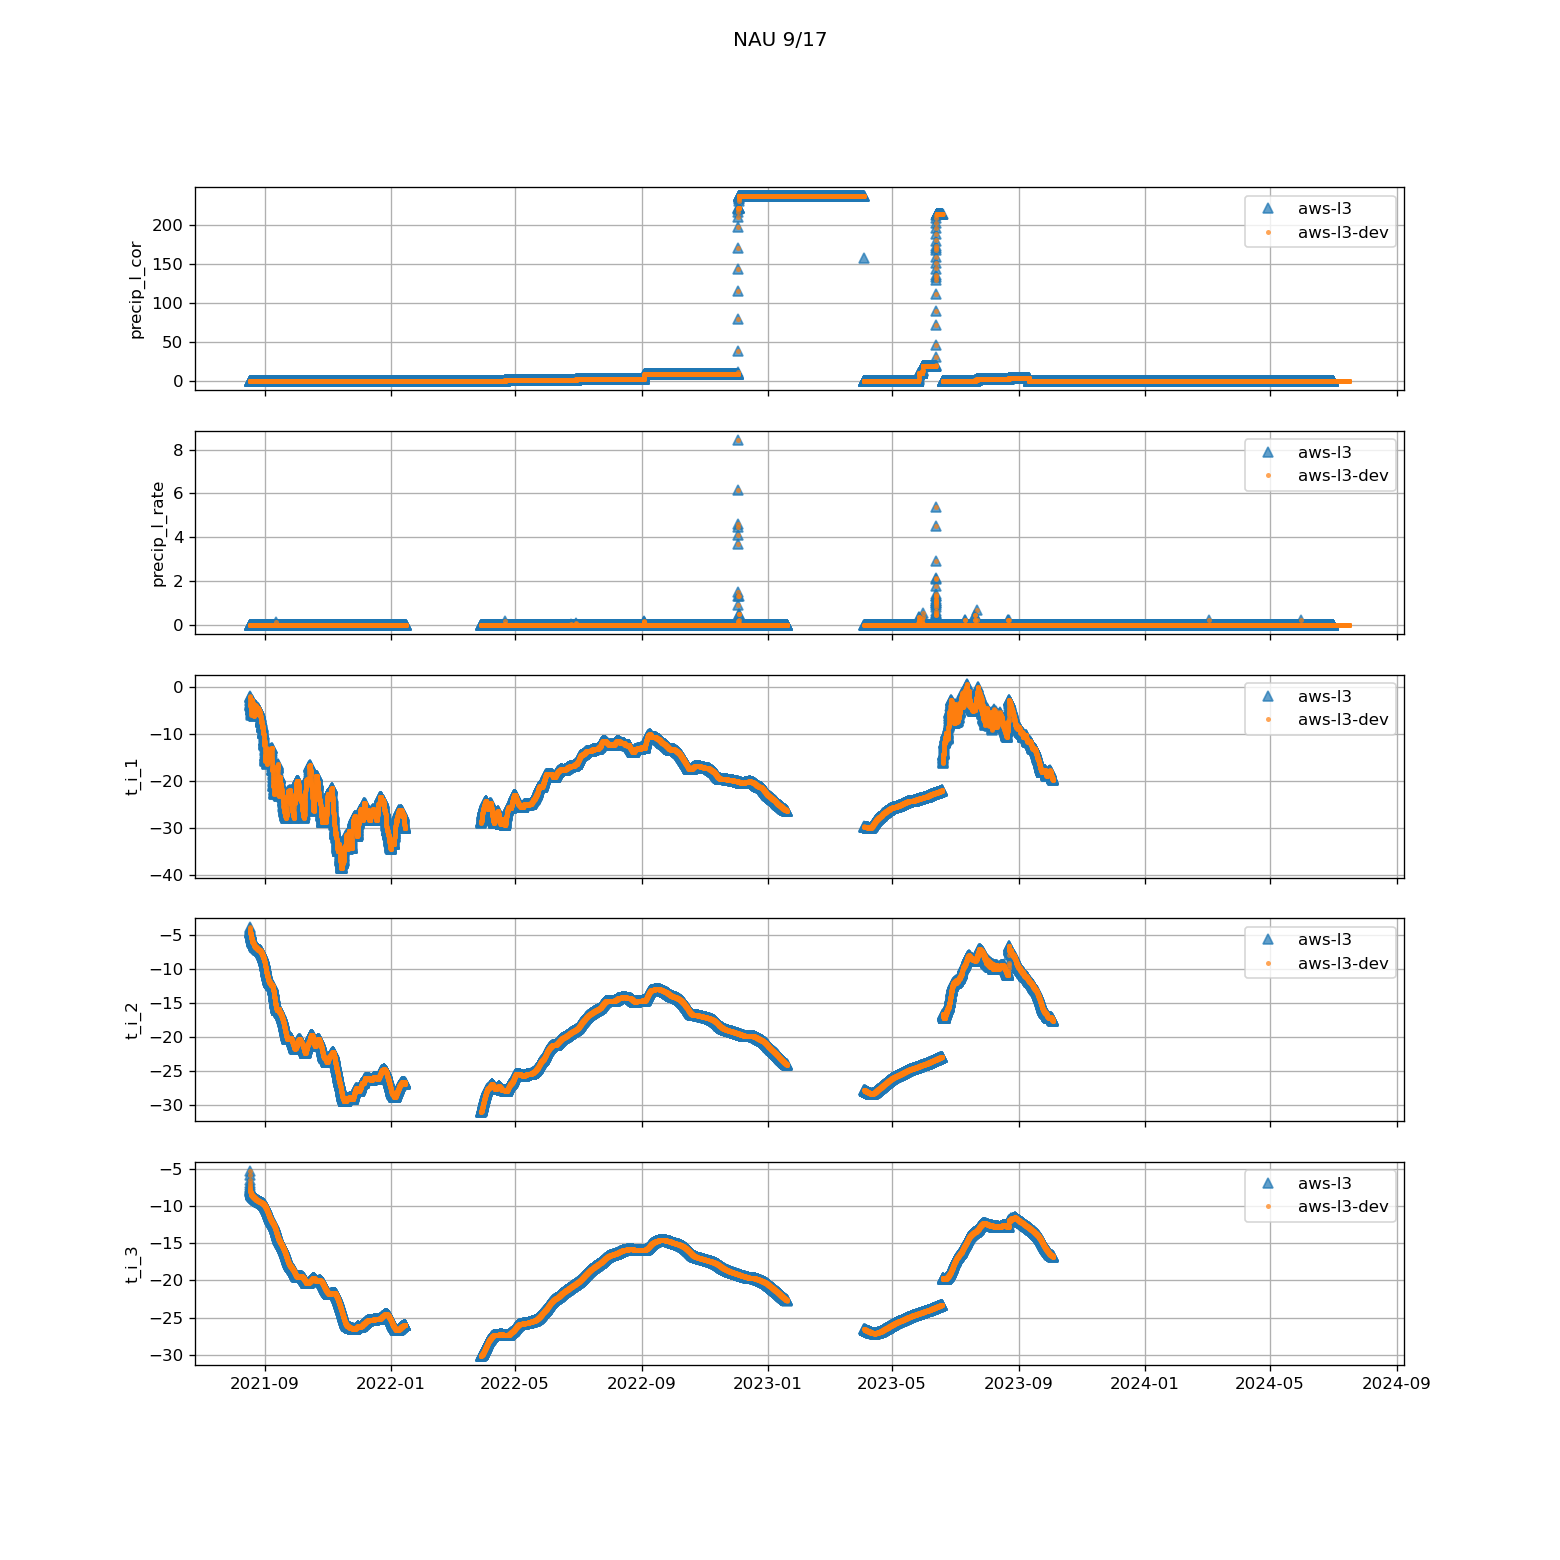 NAU 9/17
precip_l_cor
200
150
100
50
0
aws-l3
aws-l3-dev
precip_l_rate
8
6
4
2
0
aws-l3
aws-l3-dev
t_i_1
0
−10
−20
−30
−40
aws-l3
aws-l3-dev
t_i_2
−5
−10
−15
−20
−25
−30
aws-l3
aws-l3-dev
t_i_3
−5
−10
−15
−20
−25
−30
aws-l3
aws-l3-dev
2021-09 2022-01 2022-05 2022-09 2023-01 2023-05 2023-09 2024-01 2024-05 2024-09